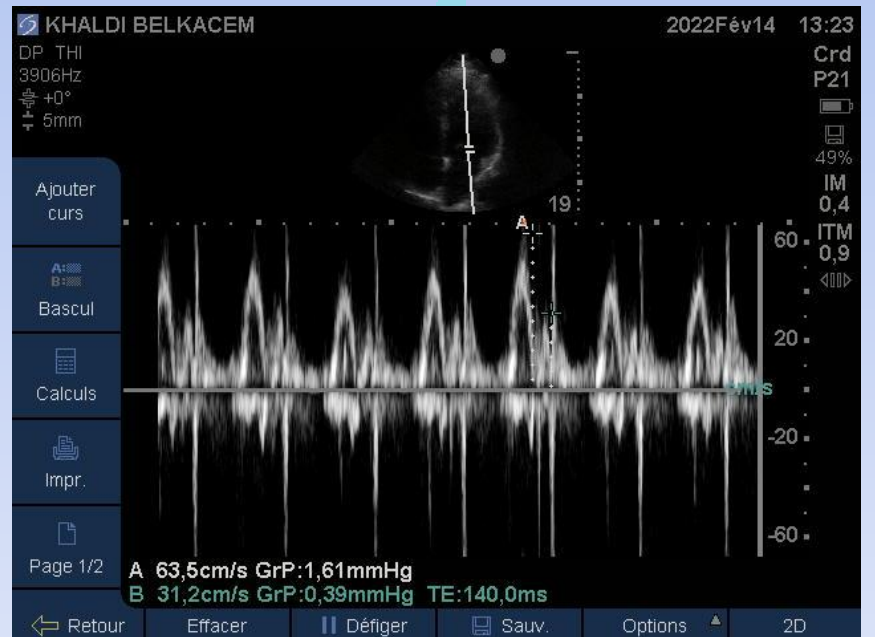 KHALDI BELKACEM
2022Fév14 13:23
DP THI
3906Hz
+0°
5mm
Crd
P21
49%
IM
0,4
ITM
0,9
19
A
60
20
cm/s
-20
-60
Ajouter
curs
A:
B:
Bascul
Calculs
Impr.
Page 1/2
A 63,5cm/s GrP:1,61mmHg
B 31,2cm/s GrP:0,39mmHg TE:140,0ms
Retour Effacer Défiger Sauv. Options 2D